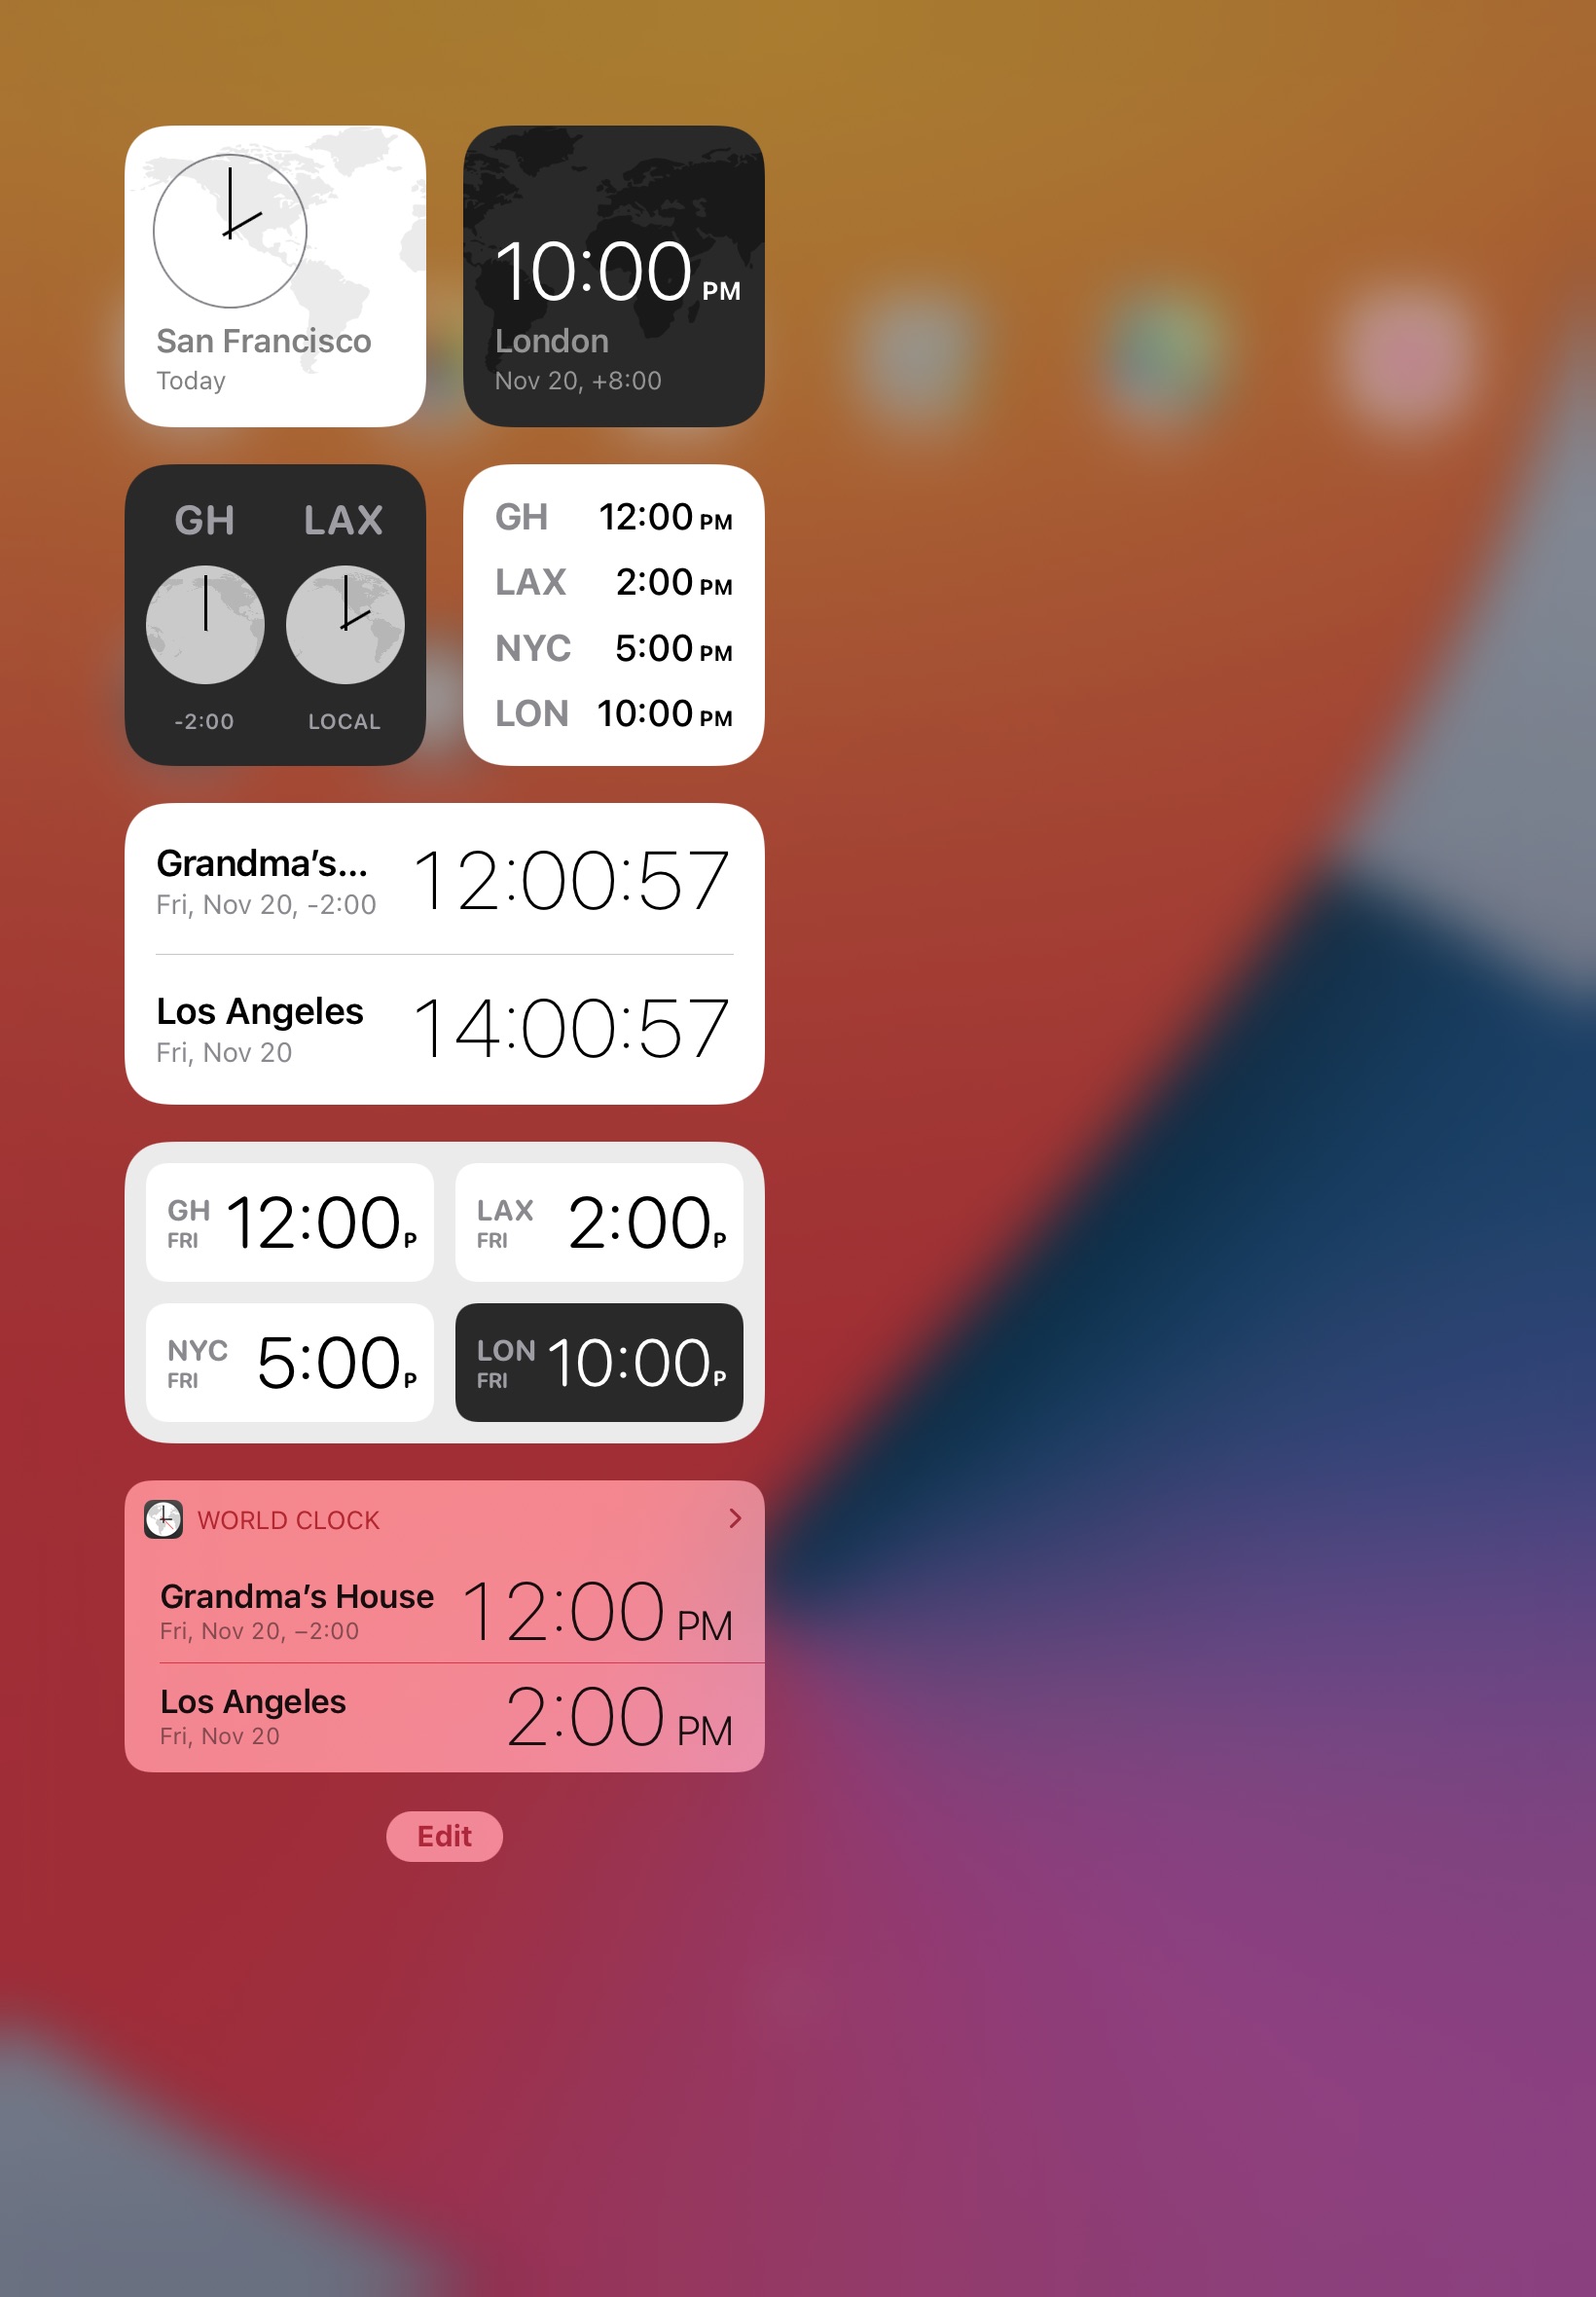 San Francisco
Today
10:00 PM
London
Nov 20, +8:00
GH LAX
-2:00 LOCAL
GH 12:00 PM
LAX 2:00 PM
NYC 5:00 PM
LON 10:00 PM
Grandma’s... 12:00:57
Fri, Nov 20, -2:00
Los Angeles 14:00:57
Fri, Nov 20
GH 12:00 P
FRI
LAX 2:00 P
FRI
NYC 5:00 P
FRI
LON 10:00 P
FRI
WORLD CLOCK
Grandma’s House 12:00 PM
Fri, Nov 20, −2:00
Los Angeles 2:00 PM
Fri, Nov 20
Edit